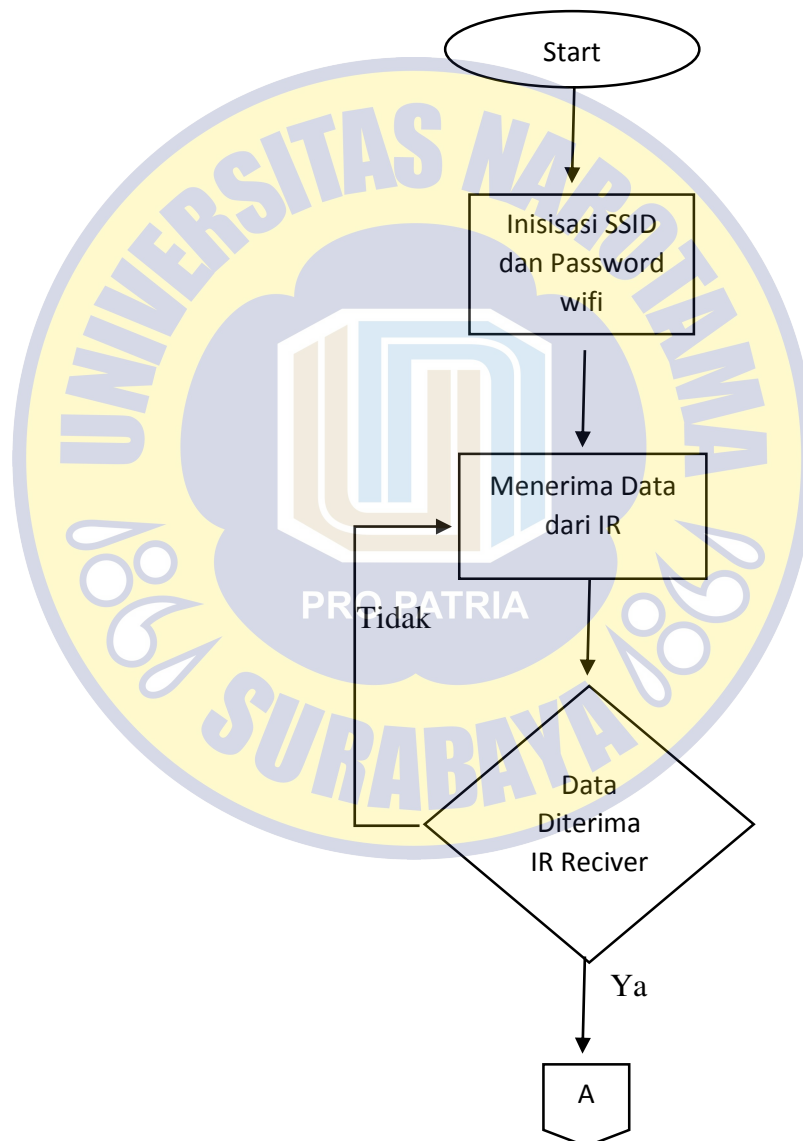 Start
UNIVERSITAS NAROTAMA
Inisisasi SSID
dan Password
wifi
Menerima Data
dari IR
PRO PATRIA
Tidak
SURABAYA
Data
Diterima
IR Reciver
Ya
A